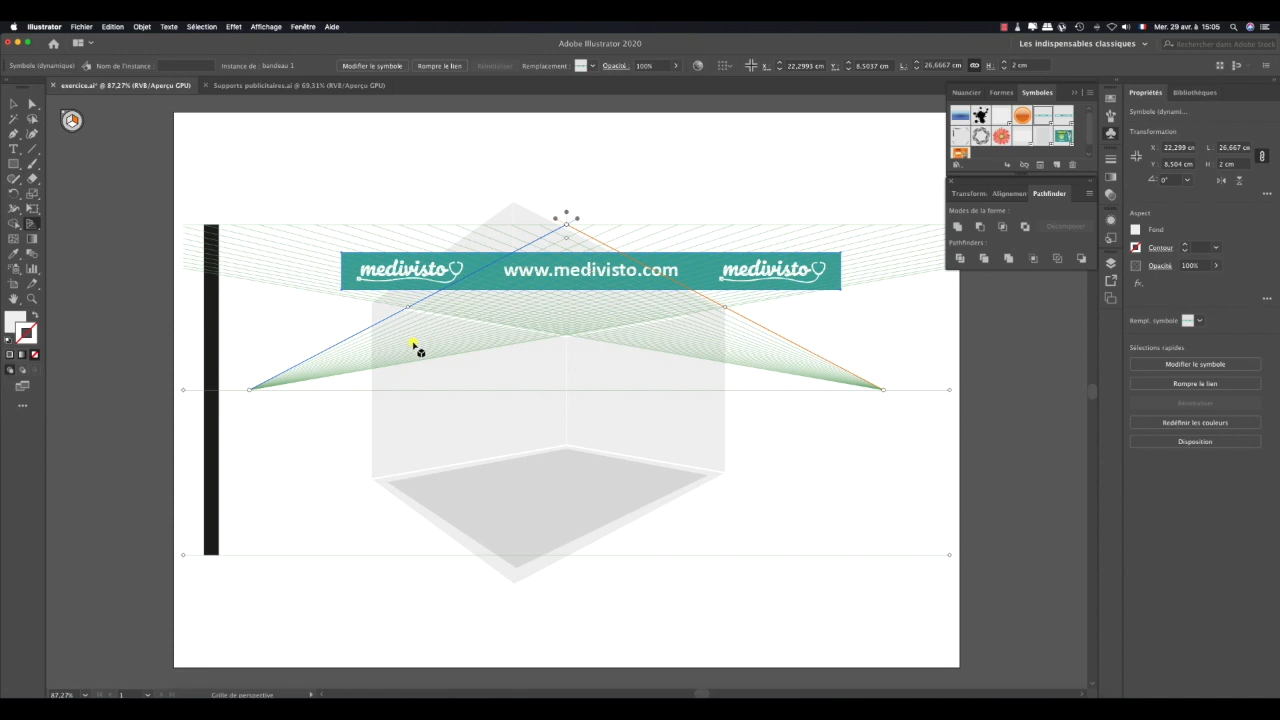 Illustrator Fichier Edition Objet Texte Sélection Effet Affichage Fenêtre Aide
Mer. 29 avr. à 15:05
Adobe Illustrator 2020
Les indispensables classiques
Rechercher dans Adobe Stock
Symbole (dynamique) Nom de l'instance : Instance de : bandeau 1 Modifier le symbole Rompre le lien Réinitialiser Remplacement : Opacité : 100% X: 22,2993 cm Y: 8,5037 cm L: 26,6667 cm H: 2 cm
exercice.ai* @ 87,27% (RVB/Aperçu GPU) Supports publicitaires.ai @ 69,31% (RVB/Aperçu GPU)
Nuancier Formes Symboles
Propriétés Bibliothèques
Symbole (dynami...
Transformation
X : 22,299 cm L : 26,667 cm
Y : 8,504 cm H : 2 cm
0°
Transform Alignemen Pathfinder
Modes de la forme :
Décomposer
Pathfinders :
Aspect
Fond
Contour
Opacité 100%
fx
medivisto www.medivisto.com medivisto
Rempl. symbole
Sélections rapides
Modifier le symbole
Rompre le lien
Réinitialiser
Redéfinir les couleurs
Disposition
87,27% 1 Grille de perspective